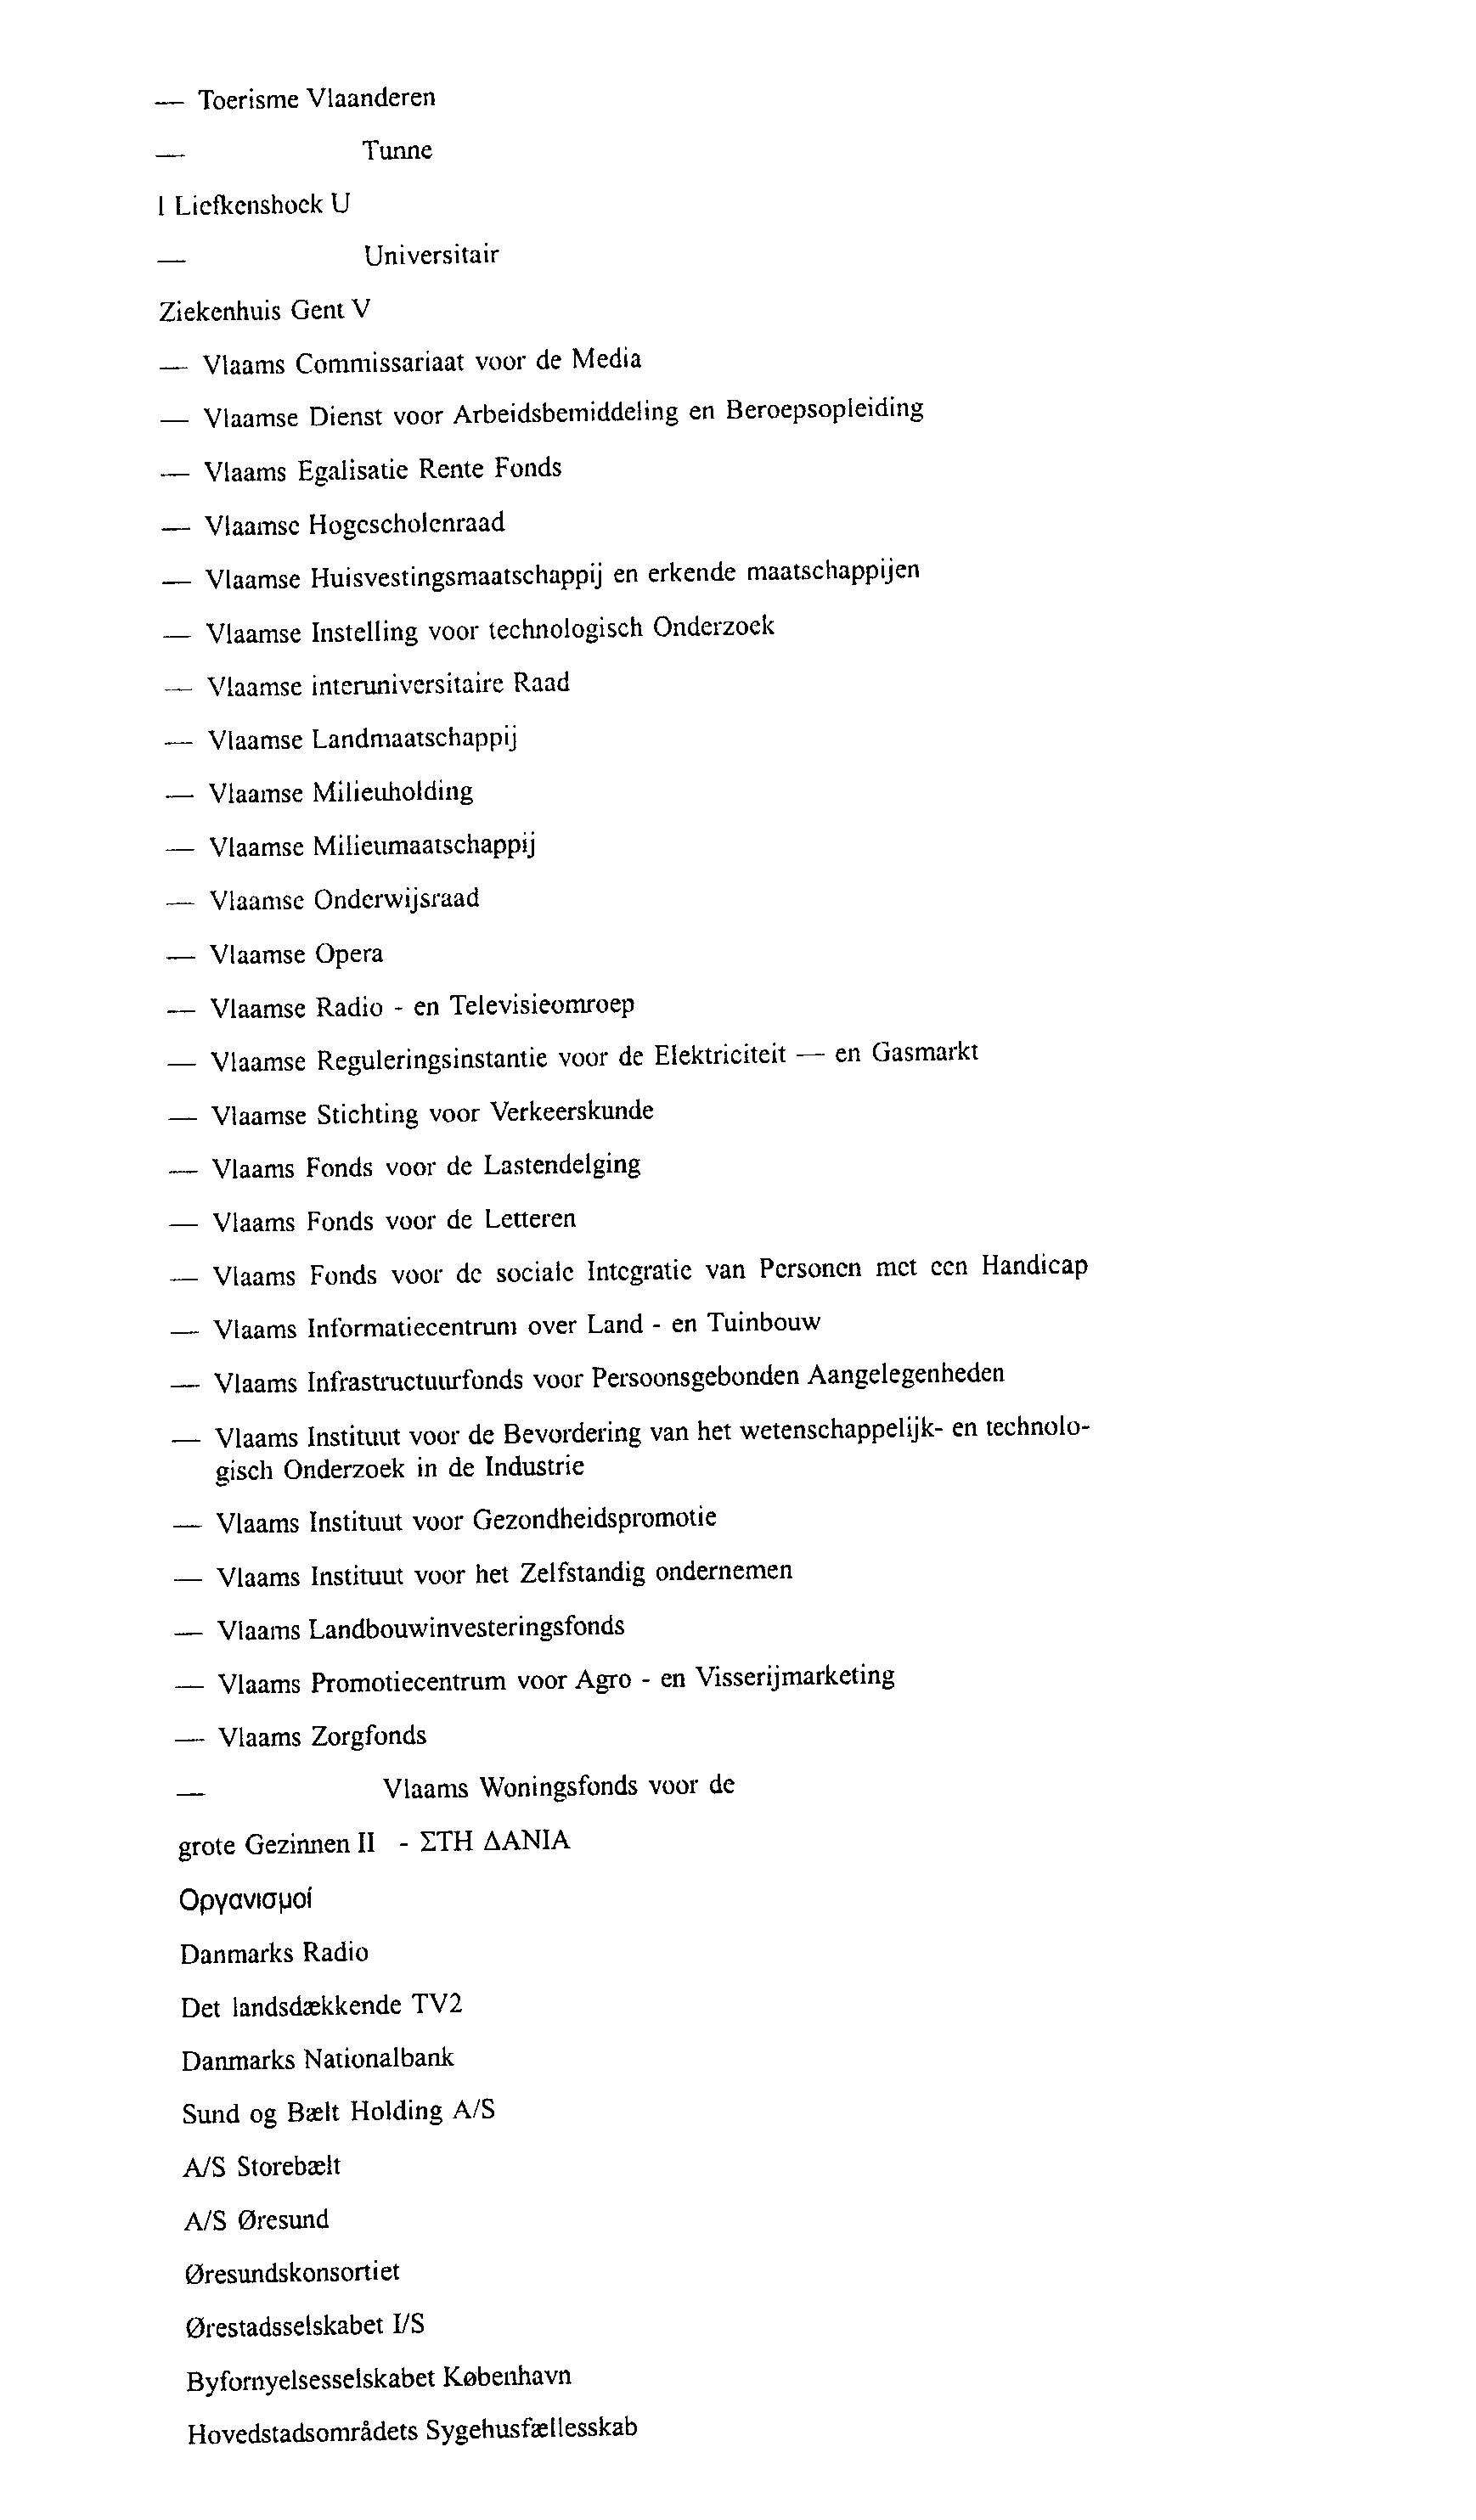 — Toerisme Vlaanderen
— Tunne
l Liefkenshoek U
— Universitair
Ziekenhuis Gent V
— Vlaams Commissariaat voor de Media
— Vlaamse Dienst voor Arbeidsbemiddeling en Beroepsopleiding
— Vlaams Egalisatie Rente Fonds
— Vlaamse Hogescholenraad
— Vlaamse Huisvestingsmaatschappij en erkende maatschappijen
— Vlaamse Instelling voor technologisch Onderzoek
— Vlaamse interuniversitaire Raad
— Vlaamse Landmaatschappij
— Vlaamse Milieuholding
— Vlaamse Milieumaatschappij
— Vlaamse Onderwijsraad
— Vlaamse Opera
— Vlaamse Radio - en Televisieomroep
— Vlaamse Reguleringsinstantie voor de Elektriciteit — en Gasmarkt
— Vlaamse Stichting voor Verkeerskunde
— Vlaams Fonds voor de Lastendelging
— Vlaams Fonds voor de Letteren
— Vlaams Fonds voor de sociale Integratie van Personen met een Handicap
— Vlaams Informatiecentrum over Land - en Tuinbouw
— Vlaams Infrastructuurfonds voor Persoonsgebonden Aangelegenheden
— Vlaams Instituut voor de Bevordering van het wetenschappelijk- en technolo-
gisch Onderzoek in de Industrie
— Vlaams Instituut voor Gezondheidspromotie
— Vlaams Instituut voor het Zelfstandig ondernemen
— Vlaams Landbouwinvesteringsfonds
— Vlaams Promotiecentrum voor Agro - en Visserijmarketing
— Vlaams Zorgfonds
— Vlaams Woningsfonds voor de
grote Gezinnen II - ΣΤΗ ΔΑΝΙΑ
Οργανισμοί
Danmarks Radio
Det landsdækkende TV2
Danmarks Nationalbank
Sund og Bælt Holding A/S
A/S Storebælt
A/S Øresund
Øresundskonsortiet
Ørestadsselskabet I/S
Byfornyelsesselskabet København
Hovedstadsområdets Sygehusfællesskab